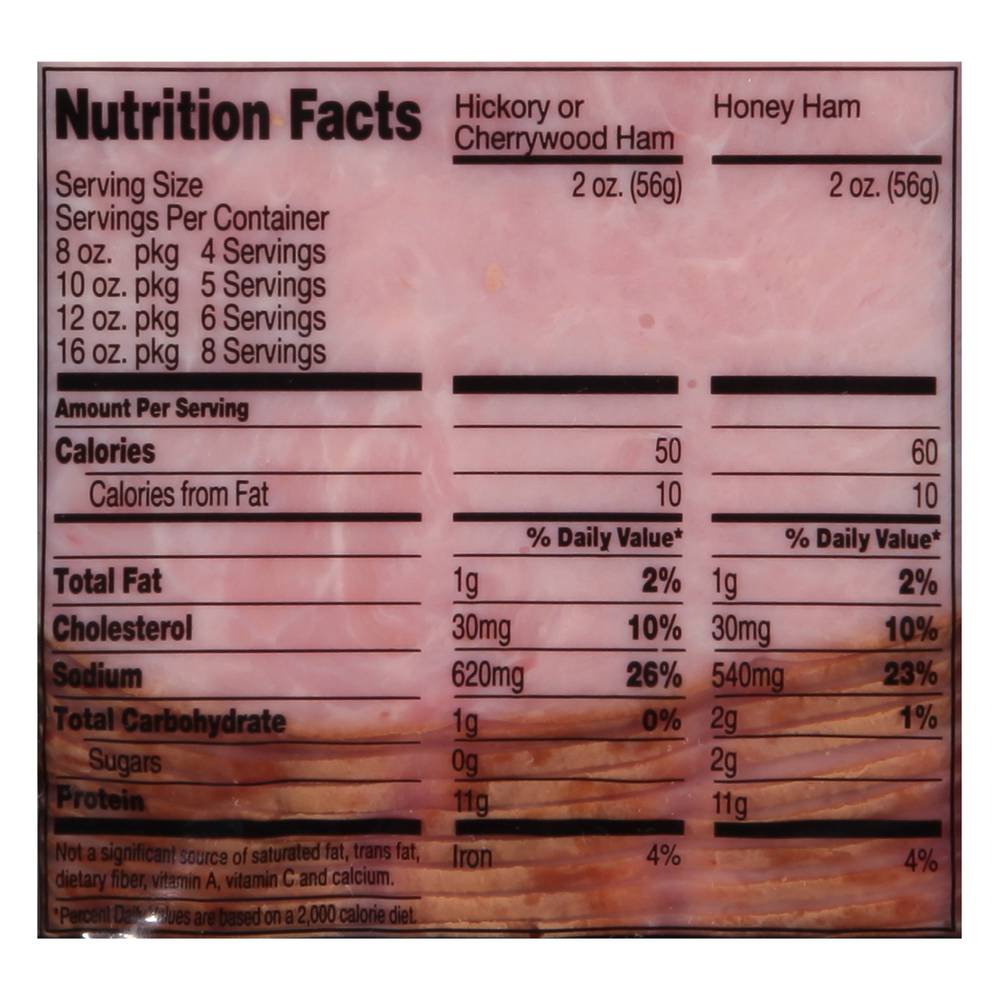 Nutrition Facts
Hickory or
Cherrywood Ham
Honey Ham
Serving Size 2 oz. (56g) 2 oz. (56g)
Servings Per Container
8 oz. pkg 4 Servings
10 oz. pkg 5 Servings
12 oz. pkg 6 Servings
16 oz. pkg 8 Servings
Amount Per Serving
Calories 50 60
Calories from Fat 10 10
% Daily Value* % Daily Value*
Total Fat 1g 2% 1g 2%
Cholesterol 30mg 10% 30mg 10%
Sodium 620mg 26% 540mg 23%
Total Carbohydrate 1g 0% 2g 1%
Sugars 0g 2g
Protein 11g 11g
Iron 4% 4%
Not a significant source of saturated fat, trans fat,
dietary fiber, vitamin A, vitamin C and calcium.
*Percent Daily Values are based on a 2,000 calorie diet.